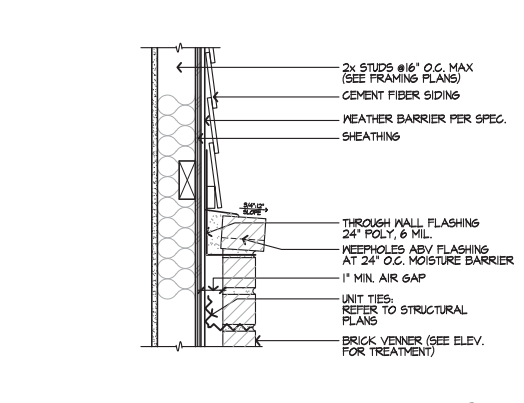 2x STUDS @16" O.C. MAX
(SEE FRAMING PLANS)
CEMENT FIBER SIDING
WEATHER BARRIER PER SPEC.
SHEATHING
SLOPE
THROUGH WALL FLASHING
24" POLY, 6 MIL.
WEEPHOLES ABV FLASHING
AT 24" O.C. MOISTURE BARRIER
1" MIN. AIR GAP
UNIT TIES:
REFER TO STRUCTURAL
PLANS
BRICK VENNER (SEE ELEV.
FOR TREATMENT)